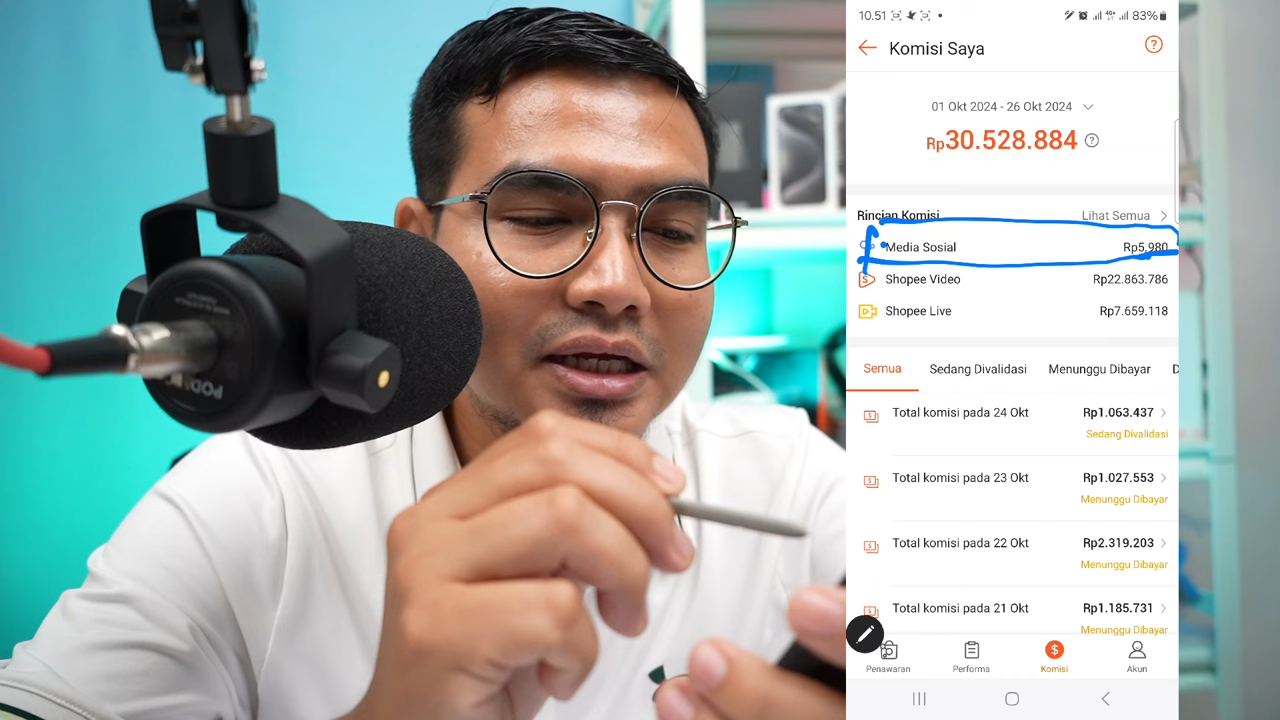 10.51
4G+
83%
Komisi Saya
01 Okt 2024 - 26 Okt 2024
Rp30.528.884
Rincian Komisi
Lihat Semua
Media Sosial
Rp5.980
Shopee Video
Rp22.863.786
Shopee Live
Rp7.659.118
Semua
Sedang Divalidasi
Menunggu Dibayar
D
Total komisi pada 24 Okt
Rp1.063.437
Sedang Divalidasi
Total komisi pada 23 Okt
Rp1.027.553
Menunggu Dibayar
Total komisi pada 22 Okt
Rp2.319.203
Menunggu Dibayar
Total komisi pada 21 Okt
Rp1.185.731
Menunggu Dibayar
Penawaran
Performa
Komisi
Akun